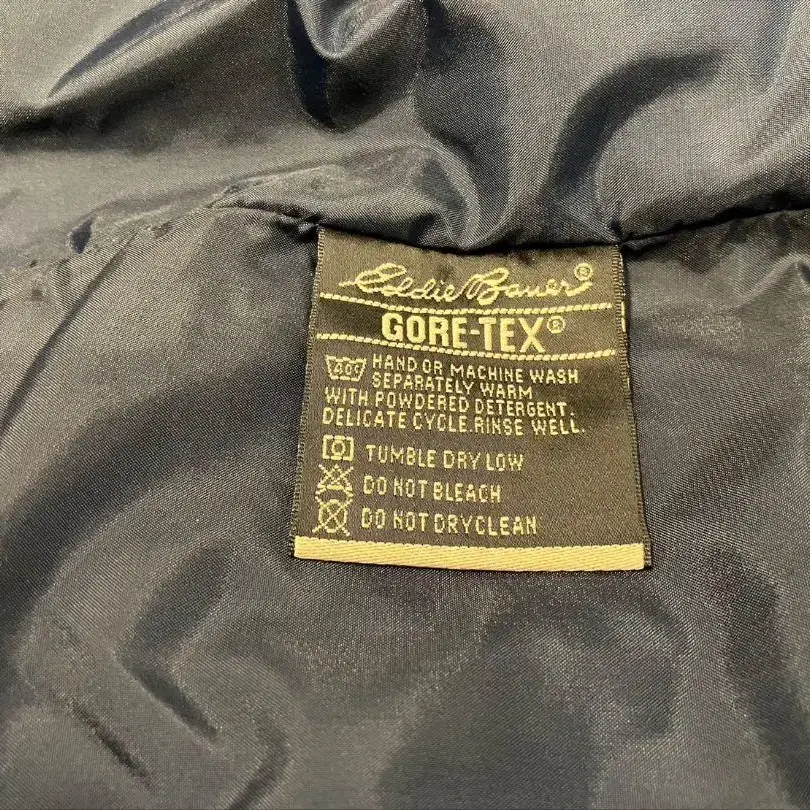 Eddie Bauer®
GORE-TEX®
40c HAND OR MACHINE WASH
SEPARATELY WARM
WITH POWDERED DETERGENT.
DELICATE CYCLE.RINSE WELL.
TUMBLE DRY LOW
DO NOT BLEACH
DO NOT DRYCLEAN